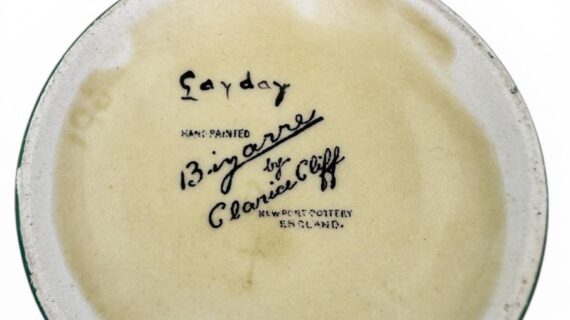 Gayday
HAND PAINTED
Bizarre
by
Clarice Cliff
NEWPORT POTTERY
ENGLAND.